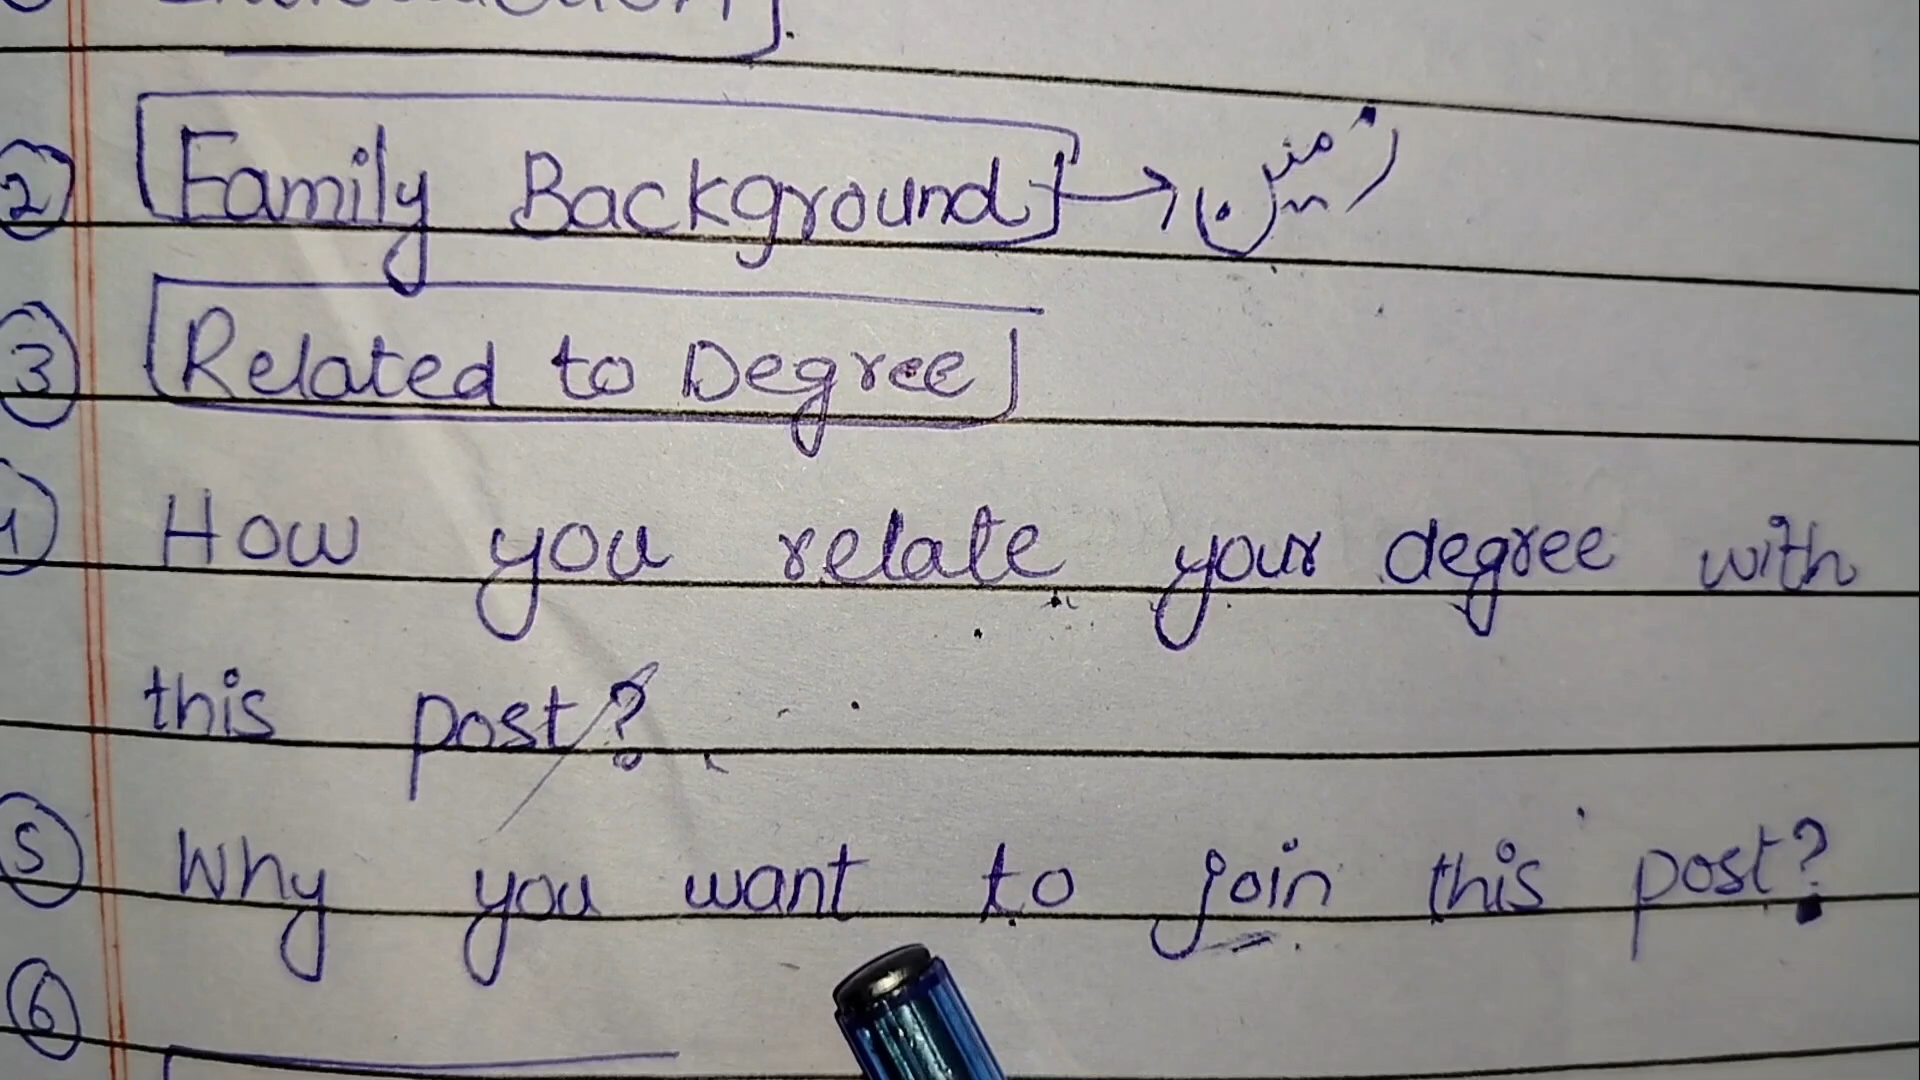 ② Family Background →
③ Related to Degree
How you relate your degree with
this post?
⑤ Why you want to join this post?
⑥